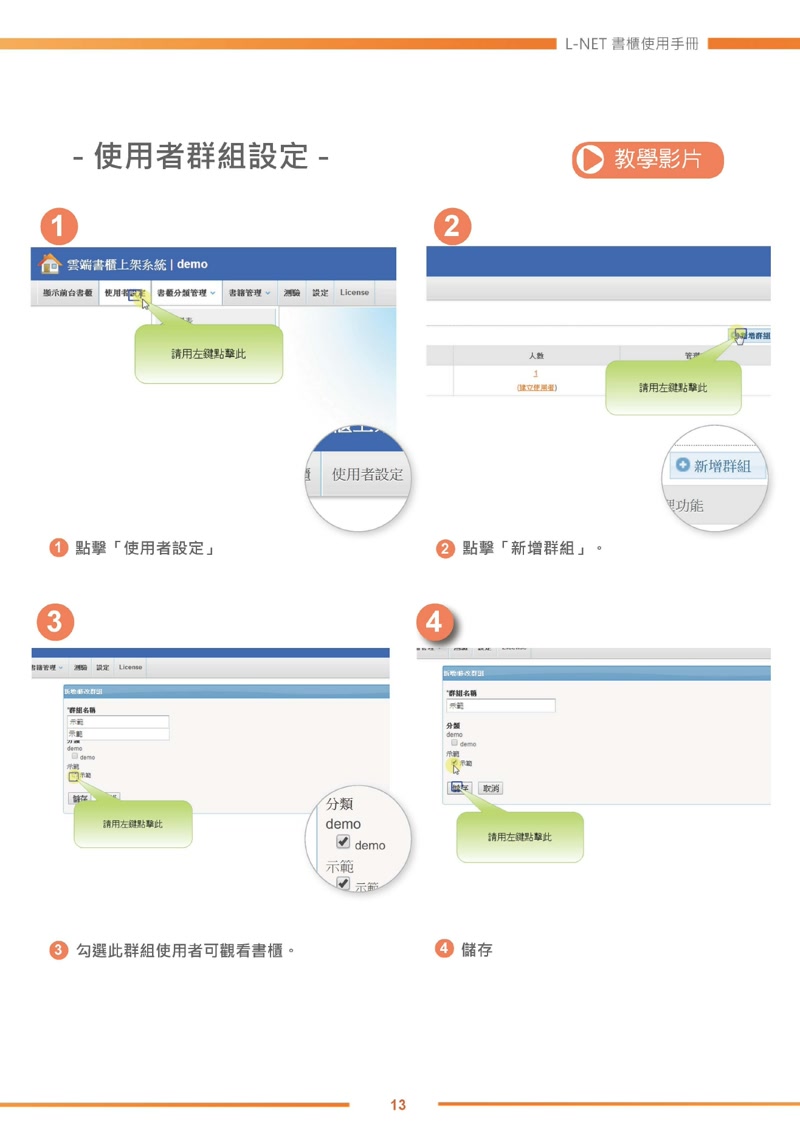 L-NET 書櫃使用手冊
- 使用者群組設定 -
教學影片
1
雲端書櫃上架系統 | demo
顯示前台書櫃 使用者設定 書櫃分類管理 書籍管理 測驗 設定 License
請用左鍵點擊此
使用者設定
1 點擊「使用者設定」
2
新增群組
人數
1
(建立使用者)
請用左鍵點擊此
新增群組
功能
2 點擊「新增群組」。
3
書籍管理 測驗 設定 License
新增/修改群組
*群組名稱
示範
示範
分類
demo
demo
示範
示範
儲存
請用左鍵點擊此
分類
demo
demo
示範
示範
3 勾選此群組使用者可觀看書櫃。
4
新增/修改群組
*群組名稱
示範
分類
demo
demo
示範
示範
儲存 取消
請用左鍵點擊此
4 儲存
13